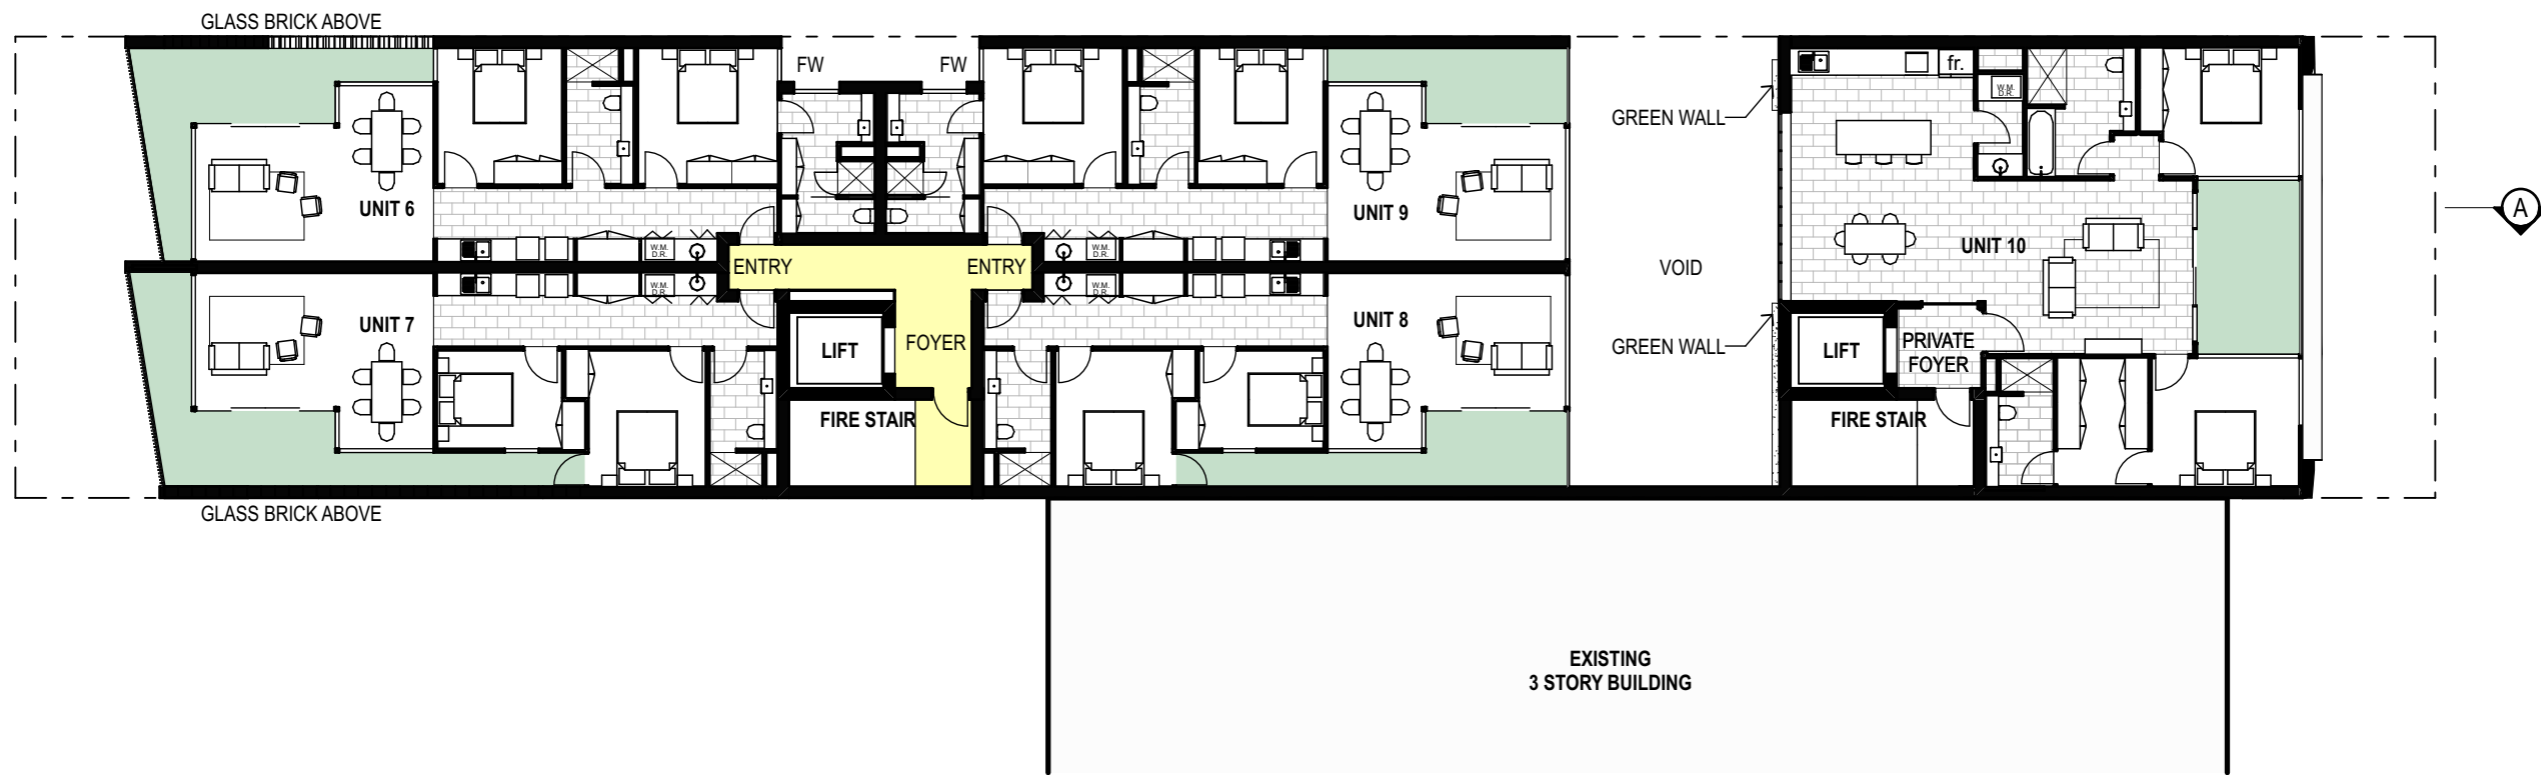 GLASS BRICK ABOVE
FW
FW
fr.
W.M.
D.R.
GREEN WALL
UNIT 6
UNIT 9
A
UNIT 10
W.M.
D.R.
W.M.
D.R.
ENTRY
ENTRY
VOID
W.M.
D.R.
W.M.
D.R.
UNIT 7
UNIT 8
LIFT
FOYER
GREEN WALL
LIFT
PRIVATE
FOYER
FIRE STAIR
FIRE STAIR
GLASS BRICK ABOVE
EXISTING
3 STORY BUILDING